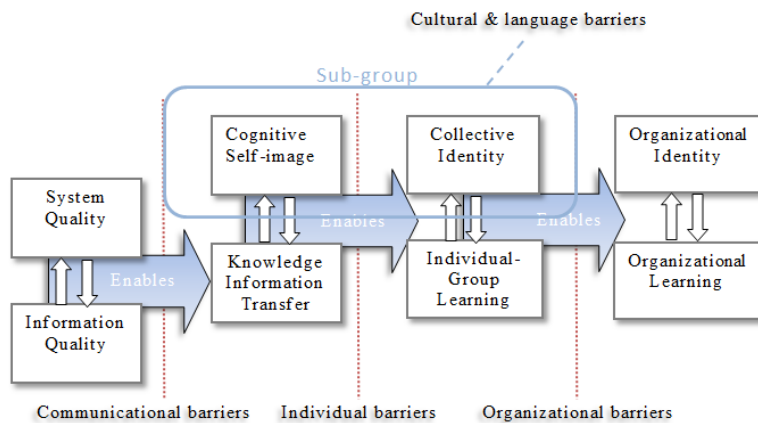 Cultural & language barriers
Sub-group
Cognitive
Self-image
Collective
Identity
Organizational
Identity
System
Quality
Enables
Enables
Enables
Knowledge
Information
Transfer
Individual-
Group
Learning
Organizational
Learning
Information
Quality
Communicational barriers
Individual barriers
Organizational barriers